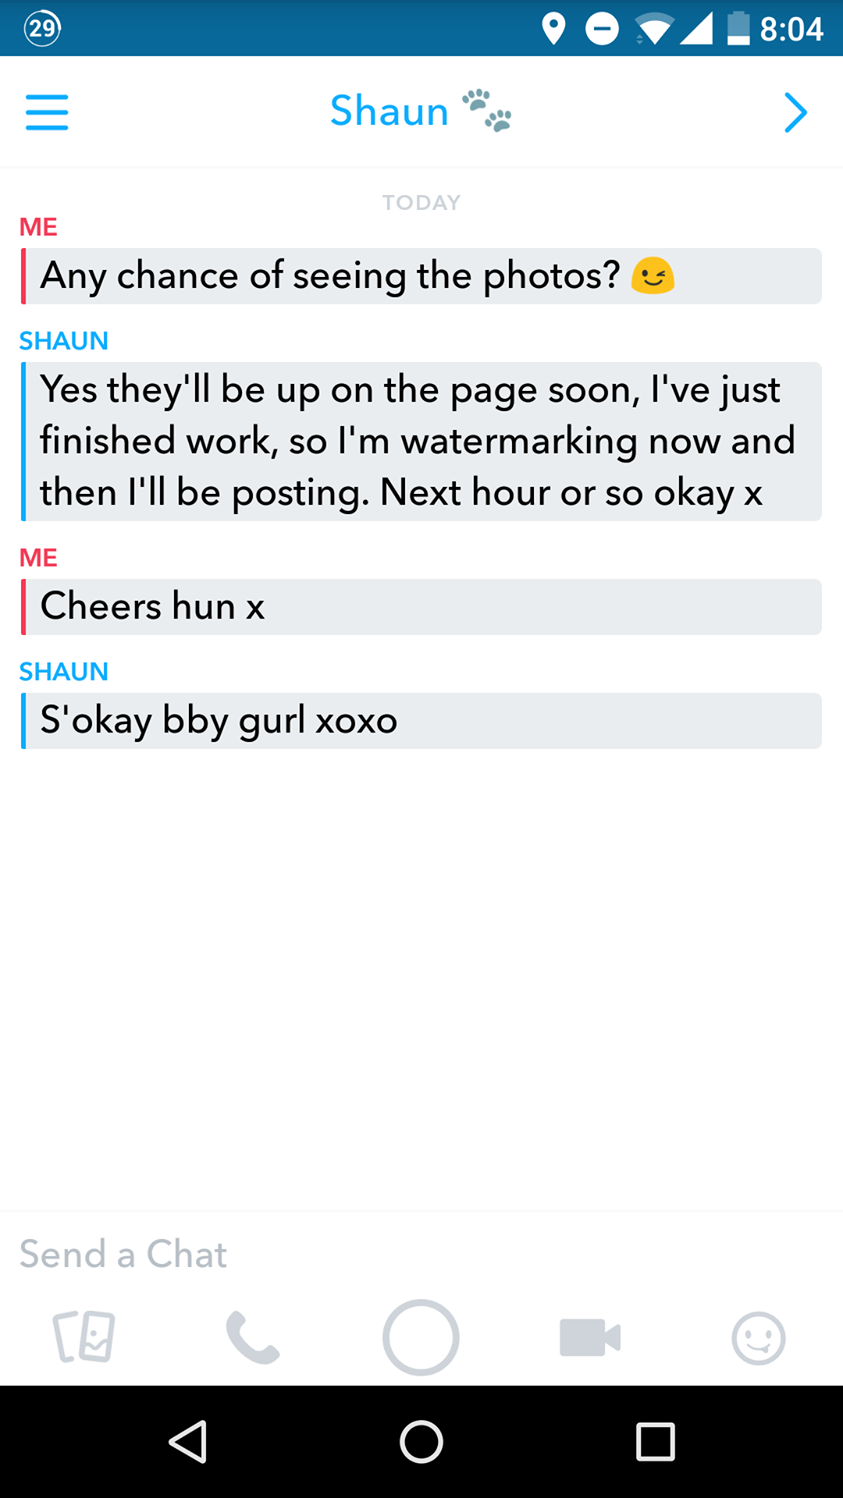 29
8:04
Shaun 🐾
TODAY
ME
Any chance of seeing the photos? 😉
SHAUN
Yes they'll be up on the page soon, I've just
finished work, so I'm watermarking now and
then I'll be posting. Next hour or so okay x
ME
Cheers hun x
SHAUN
S'okay bby gurl xoxo
Send a Chat